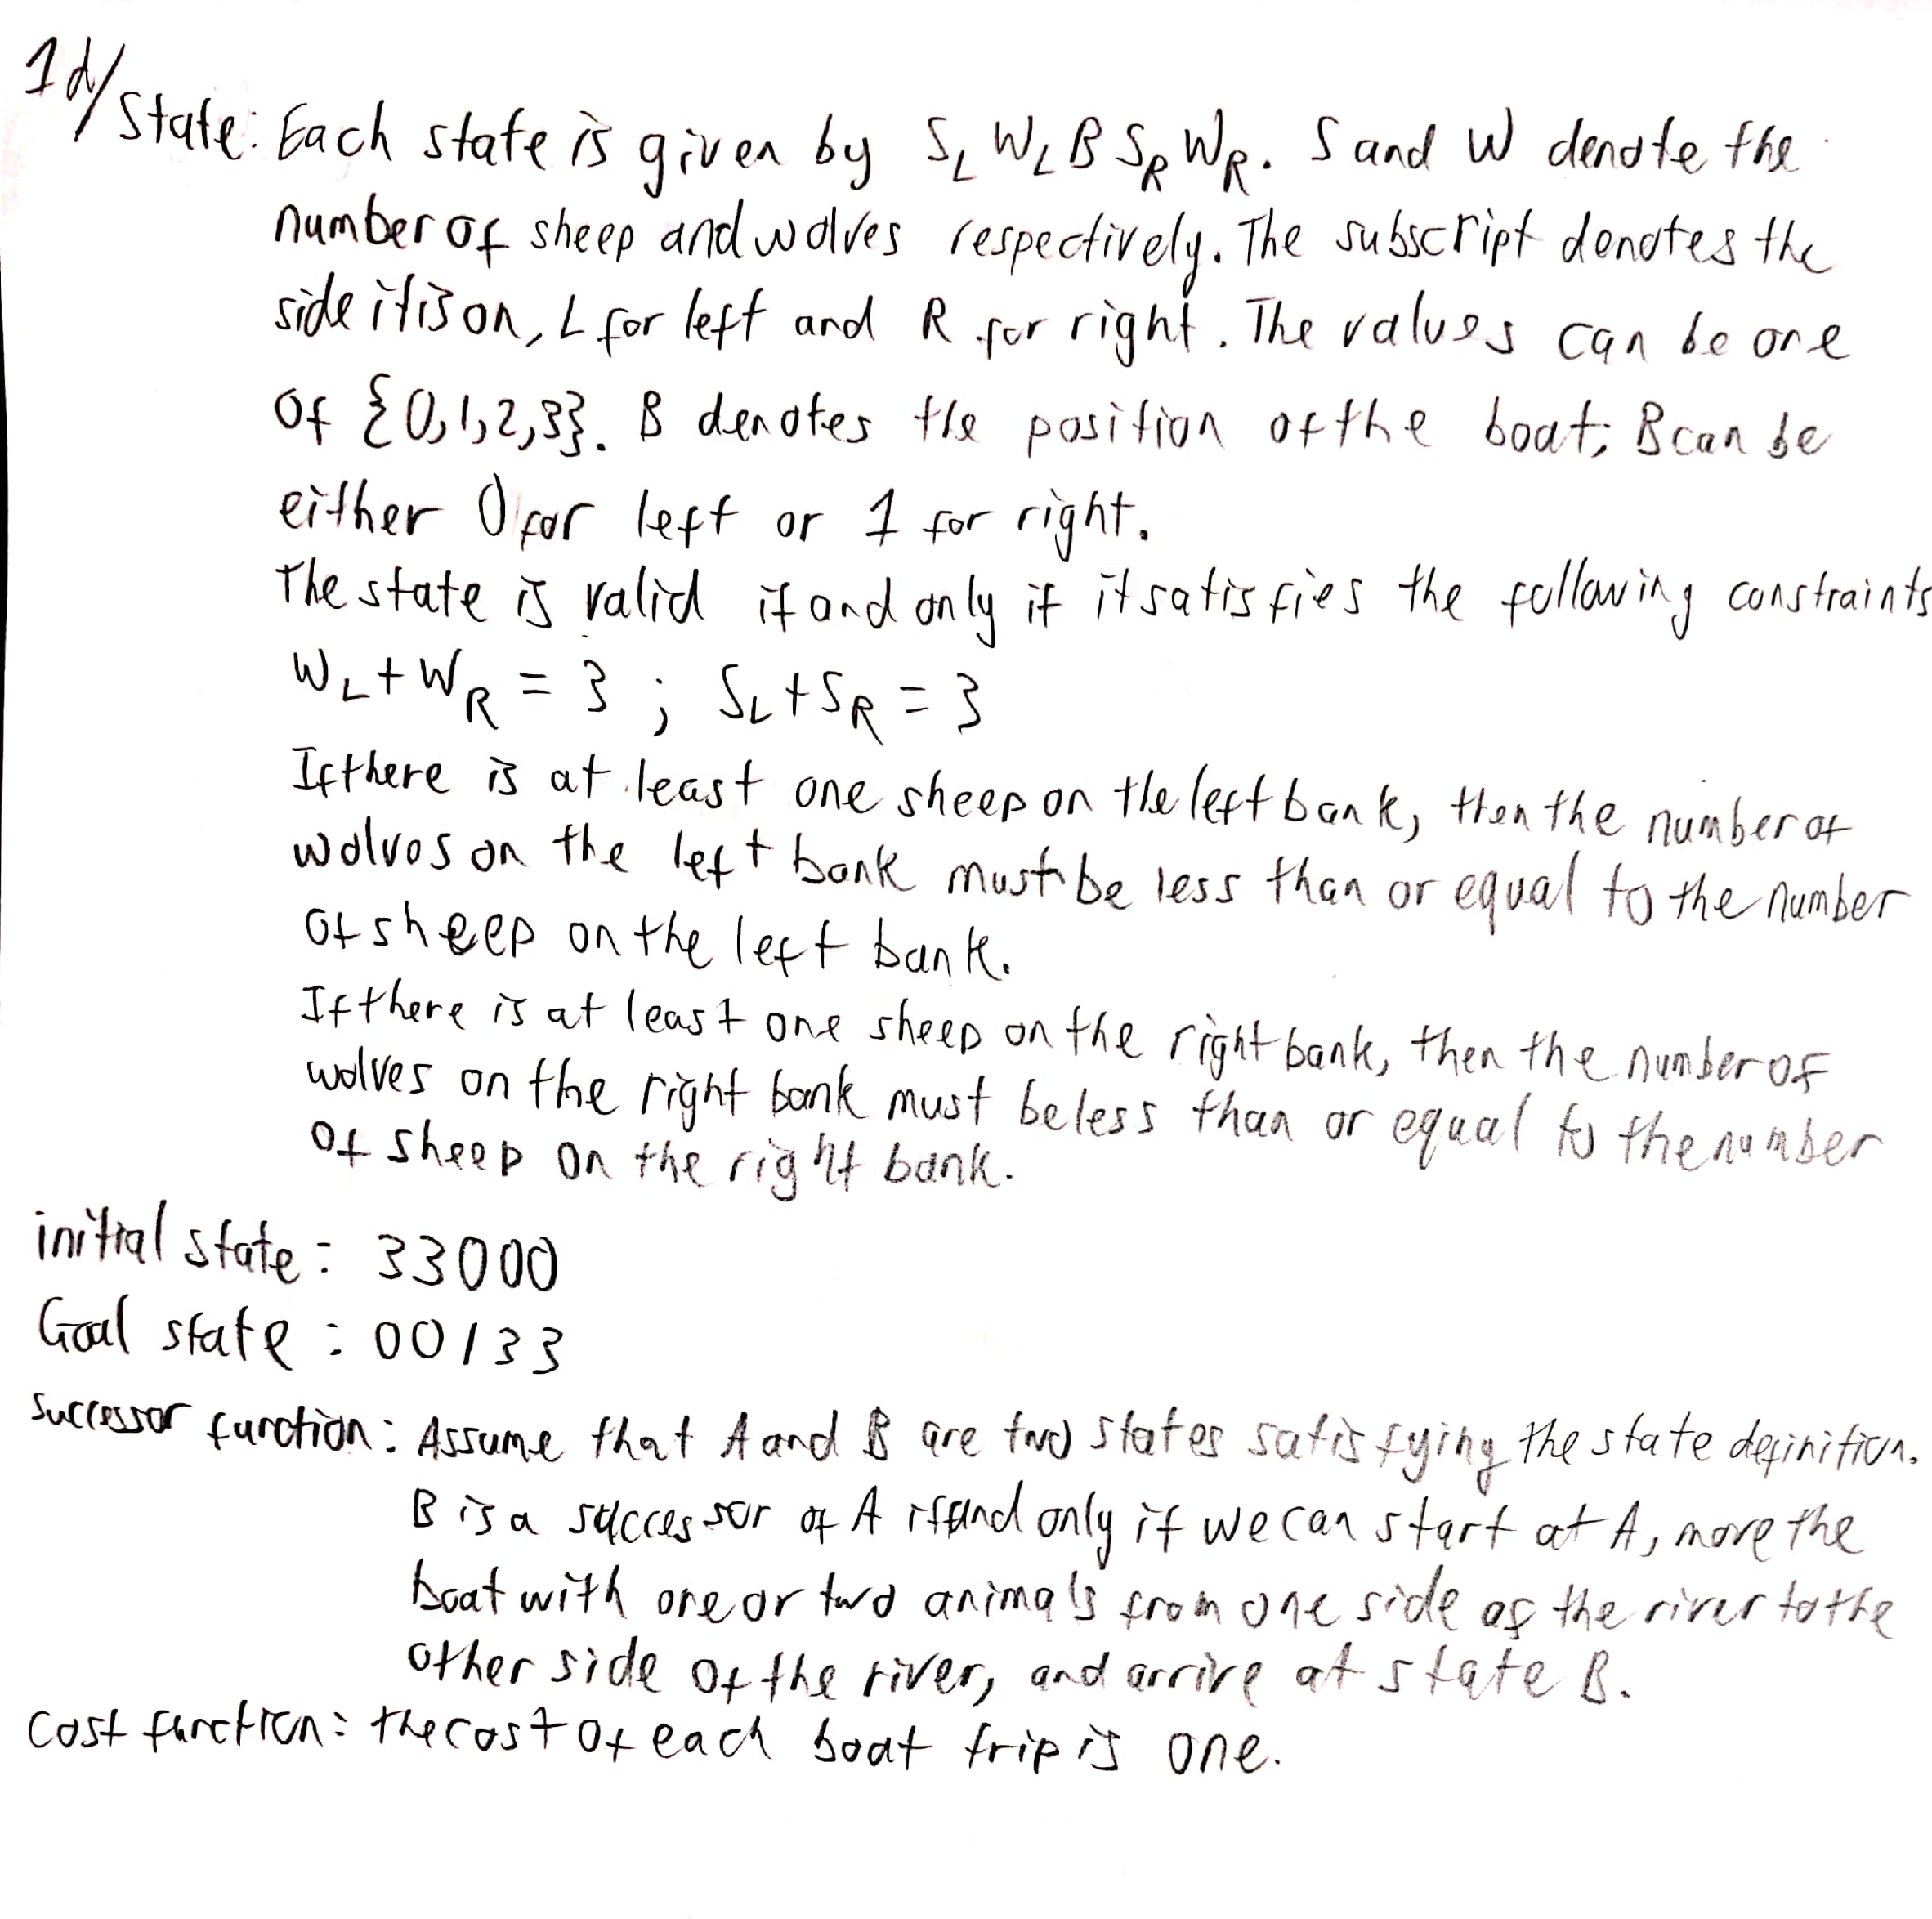 1d/ State: Each state is given by S_L W_L B S_R W_R. S and W denote the
number of sheep and wolves respectively. The subscript denotes the
side it is on, L for left and R for right. The values can be one
of {0,1,2,3}. B denotes the position of the boat; B can be
either 0 for left or 1 for right.
The state is valid if and only if it satisfies the following constraints
W_L + W_R = 3 ; S_L + S_R = 3
If there is at least one sheep on the left bank, then the number of
wolves on the left bank must be less than or equal to the number
of sheep on the left bank.
If there is at least one sheep on the right bank, then the number of
wolves on the right bank must be less than or equal to the number
of sheep on the right bank.
initial state: 33000
Goal state: 00133
Successor function: Assume that A and B are two states satisfying the state definition.
B is a successor of A if and only if we can start at A, move the
boat with one or two animals from one side of the river to the
other side of the river, and arrive at state B.
Cost function: the cost of each boat trip is one.